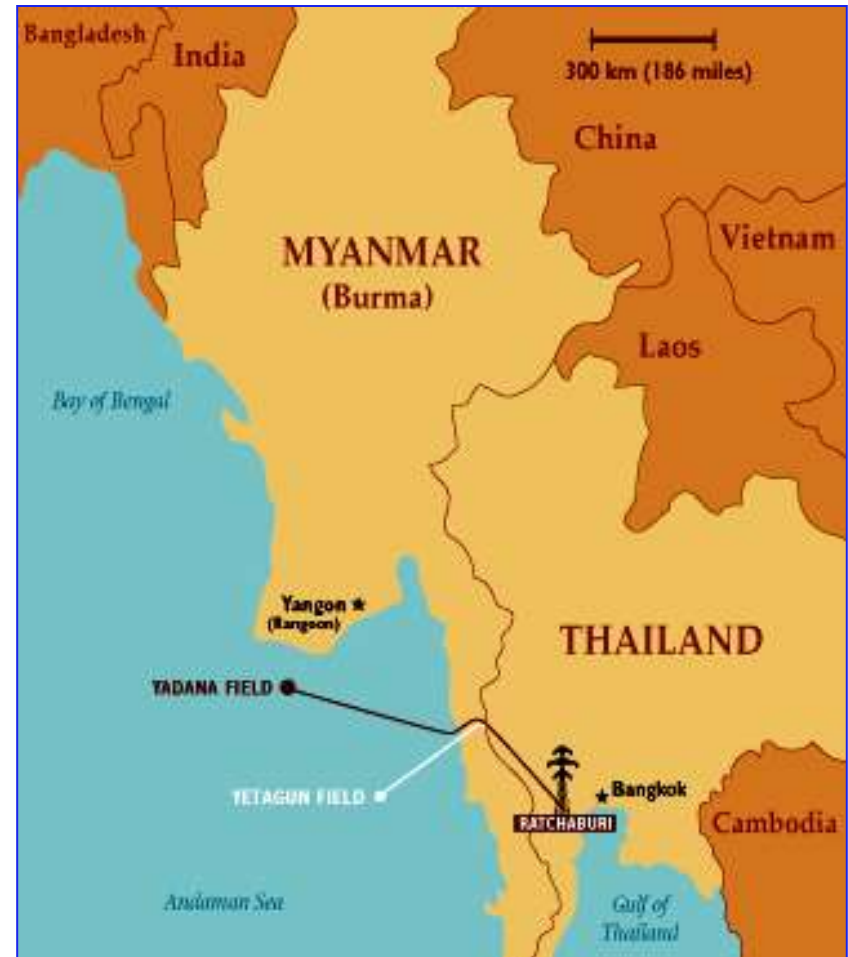 Bangladesh
India
300 km (186 miles)
China
Vietnam
MYANMAR
(Burma)
Laos
Bay of Bengal
Yangon
(Rangoon)
THAILAND
YADANA FIELD
YETAGUN FIELD
Bangkok
RATCHABURI
Cambodia
Andaman Sea
Gulf of
Thailand